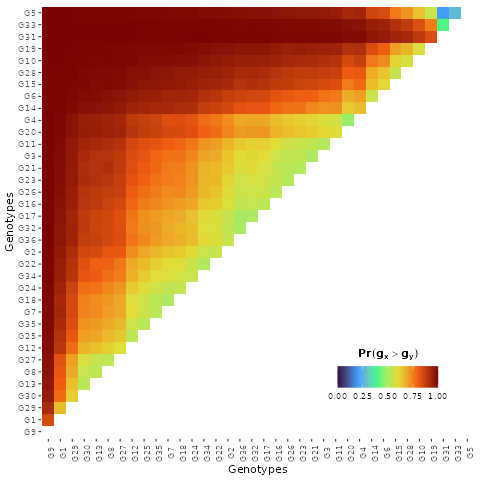 G5
G33
G31
G19
G10
G28
G15
G6
G14
G4
G20
G11
G3
G21
G23
G26
G16
G17
G32
G36
G2
G22
G34
G24
G18
G7
G35
G25
G12
G27
G8
G13
G30
G29
G1
G9
Genotypes
Pr(gx > gy)
0.00 0.25 0.50 0.75 1.00
G9 G1 G29 G30 G13 G8 G27 G12 G25 G35 G7 G18 G24 G34 G22 G2 G36 G32 G17 G16 G26 G23 G21 G3 G11 G20 G4 G14 G6 G15 G28 G10 G19 G31 G33 G5
Genotypes